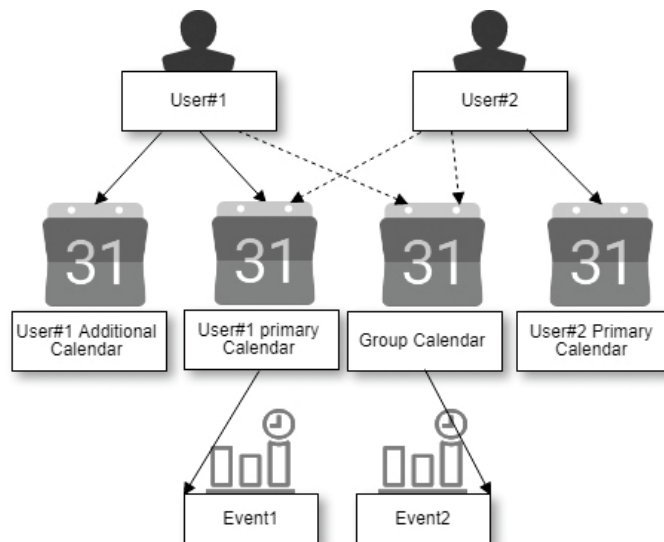 User#1
User#2
31
31
31
31
User#1 Additional
Calendar
User#1 primary
Calendar
Group Calendar
User#2 Primary
Calendar
Event1
Event2